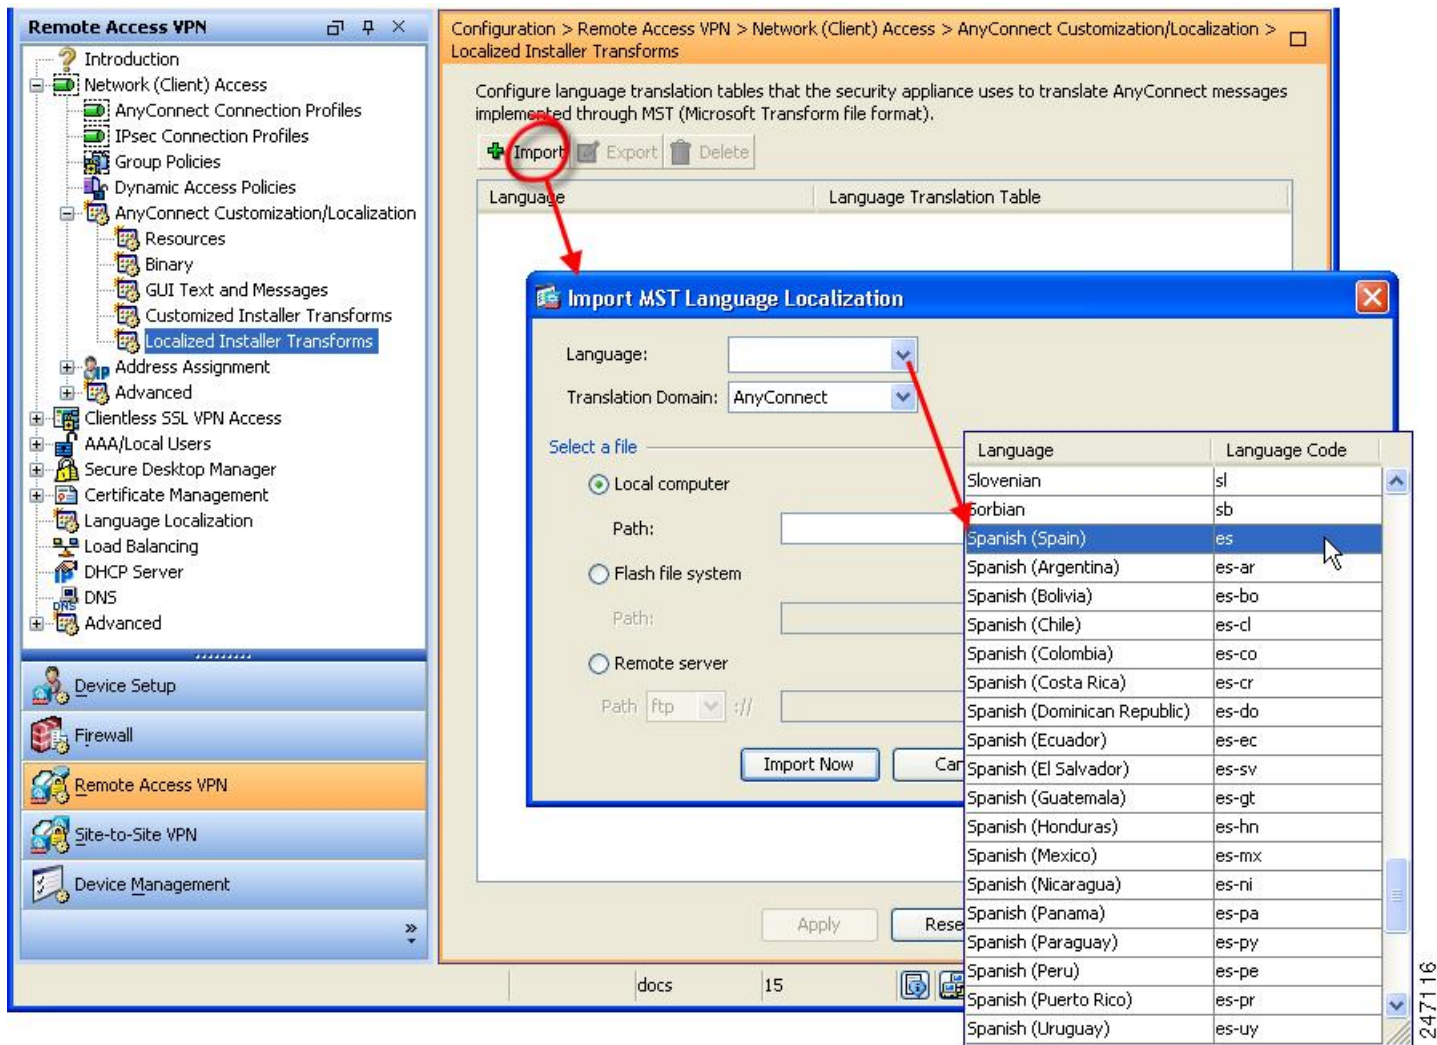 Remote Access VPN
Introduction
Network (Client) Access
AnyConnect Connection Profiles
IPsec Connection Profiles
Group Policies
Dynamic Access Policies
AnyConnect Customization/Localization
Resources
Binary
GUI Text and Messages
Customized Installer Transforms
Localized Installer Transforms
Address Assignment
Advanced
Clientless SSL VPN Access
AAA/Local Users
Secure Desktop Manager
Certificate Management
Language Localization
Load Balancing
DHCP Server
DNS
Advanced
Device Setup
Firewall
Remote Access VPN
Site-to-Site VPN
Device Management
Configuration > Remote Access VPN > Network (Client) Access > AnyConnect Customization/Localization >
Localized Installer Transforms
Configure language translation tables that the security appliance uses to translate AnyConnect messages
implemented through MST (Microsoft Transform file format).
Import Export Delete
Language Language Translation Table
Import MST Language Localization
Language:
Translation Domain: AnyConnect
Select a file
Local computer
Path:
Flash file system
Path:
Remote server
Path ftp ://
Import Now Can
Apply Rese
docs 15
Language Language Code
Slovenian sl
Sorbian sb
Spanish (Spain) es
Spanish (Argentina) es-ar
Spanish (Bolivia) es-bo
Spanish (Chile) es-cl
Spanish (Colombia) es-co
Spanish (Costa Rica) es-cr
Spanish (Dominican Republic) es-do
Spanish (Ecuador) es-ec
Spanish (El Salvador) es-sv
Spanish (Guatemala) es-gt
Spanish (Honduras) es-hn
Spanish (Mexico) es-mx
Spanish (Nicaragua) es-ni
Spanish (Panama) es-pa
Spanish (Paraguay) es-py
Spanish (Peru) es-pe
Spanish (Puerto Rico) es-pr
Spanish (Uruguay) es-uy
247116